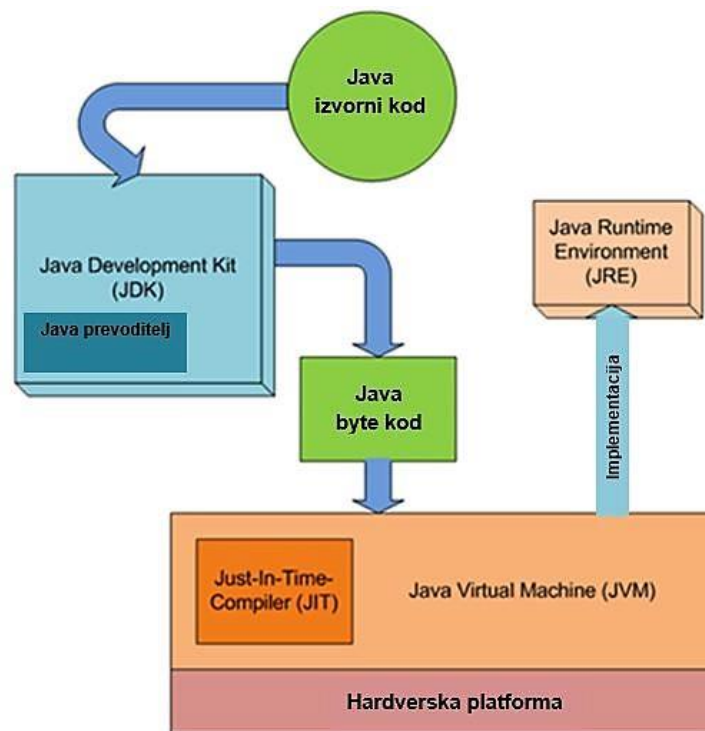 Java
izvorni kod
Java Development Kit
(JDK)
Java prevoditelj
Java Runtime
Environment
(JRE)
Java
byte kod
Implementacija
Just-In-Time-
Compiler (JIT)
Java Virtual Machine (JVM)
Hardverska platforma